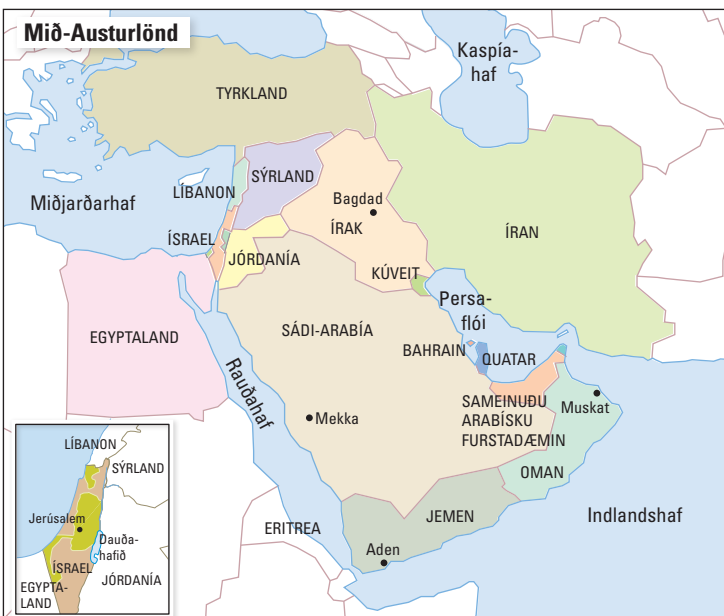 Mið-Austurlönd
Kaspía-
haf
TYRKLAND
SÝRLAND
LÍBANON
Miðjarðarhaf
Bagdad
ÍRAK
ÍRAN
ÍSRAEL
JÓRDANÍA
KÚVEIT
Persa-
flói
EGYPTALAND
SÁDI-ARABÍA
BAHRAIN
QUATAR
Rauðahaf
SAMEINUÐU
ARABÍSKU
FURSTADÆMIN
Muskat
Mekka
OMAN
JEMEN
Indlandshaf
ERITREA
Aden
LÍBANON
SÝRLAND
Jerúsalem
Dauða-
hafið
ÍSRAEL
JÓRDANÍA
EGYPTA-
LAND